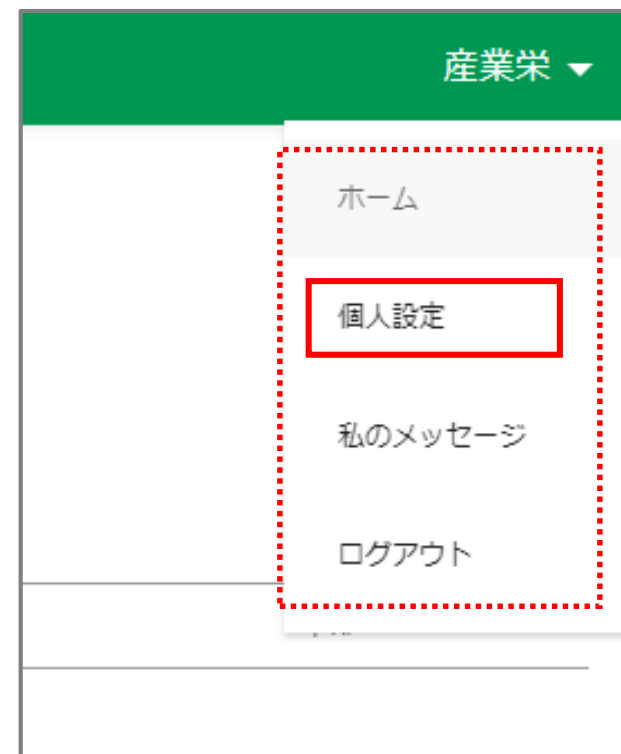 産業栄
ホーム
個人設定
私のメッセージ
ログアウト